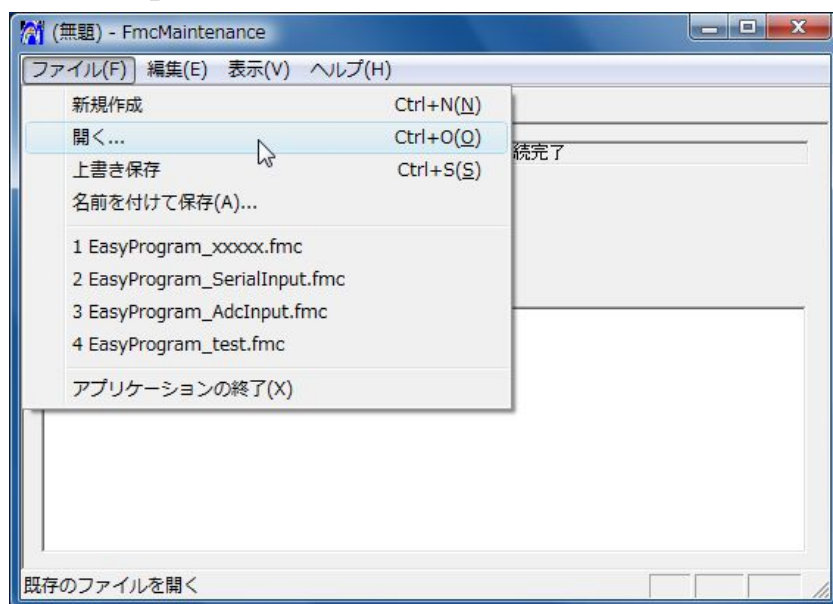 (無題) - FmcMaintenance
ファイル(F) 編集(E) 表示(V) ヘルプ(H)
新規作成 Ctrl+N(N)
開く... Ctrl+O(O)
続完了
上書き保存 Ctrl+S(S)
名前を付けて保存(A)...
1 EasyProgram_xxxxx.fmc
2 EasyProgram_SerialInput.fmc
3 EasyProgram_AdcInput.fmc
4 EasyProgram_test.fmc
アプリケーションの終了(X)
既存のファイルを開く